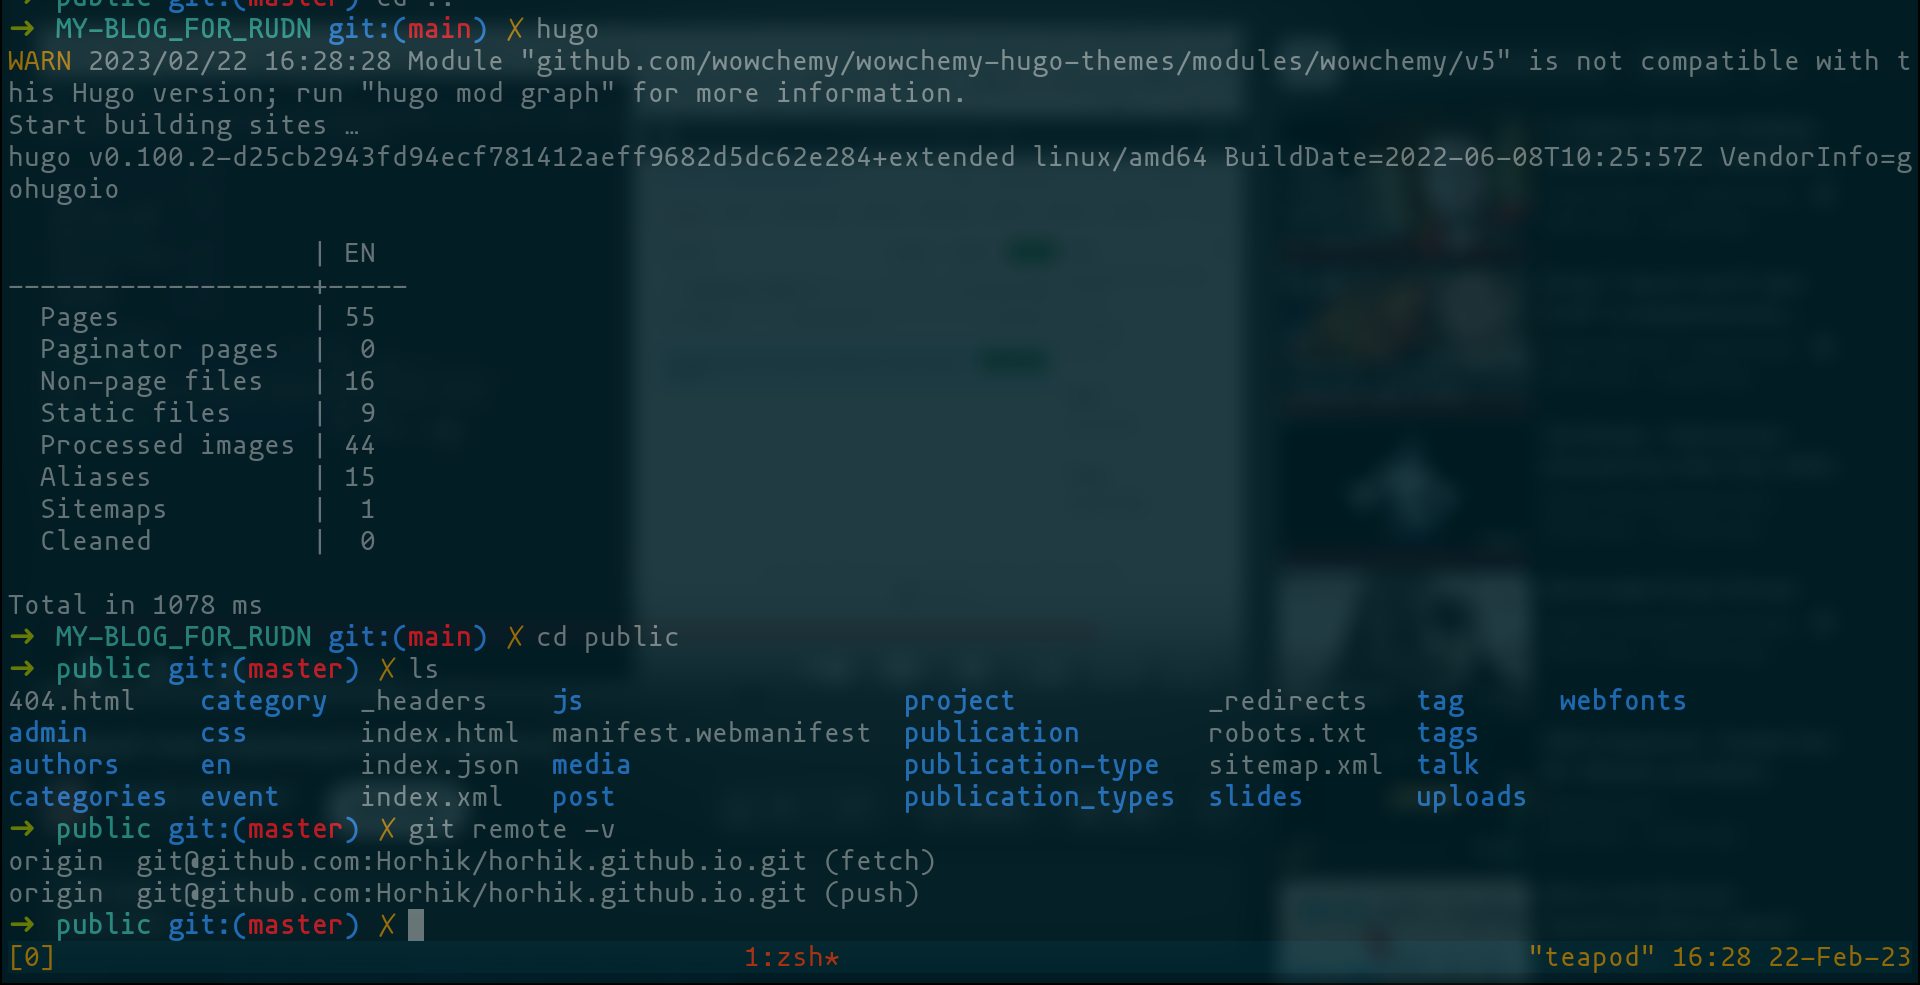 → public git:(master) cd ..
→ MY-BLOG_FOR_RUDN git:(main) ✗ hugo
WARN 2023/02/22 16:28:28 Module "github.com/wowchemy/wowchemy-hugo-themes/modules/wowchemy/v5" is not compatible with t
his Hugo version; run "hugo mod graph" for more information.
Start building sites …
hugo v0.100.2-d25cb2943fd94ecf781412aeff9682d5dc62e284+extended linux/amd64 BuildDate=2022-06-08T10:25:57Z VendorInfo=g
ohugoio
| EN
-------------------+-----
Pages | 55
Paginator pages | 0
Non-page files | 16
Static files | 9
Processed images | 44
Aliases | 15
Sitemaps | 1
Cleaned | 0
Total in 1078 ms
→ MY-BLOG_FOR_RUDN git:(main) ✗ cd public
→ public git:(master) ✗ ls
404.html category _headers js project _redirects tag webfonts
admin css index.html manifest.webmanifest publication robots.txt tags
authors en index.json media publication-type sitemap.xml talk
categories event index.xml post publication_types slides uploads
→ public git:(master) ✗ git remote -v
origin git@github.com:Horhik/horhik.github.io.git (fetch)
origin git@github.com:Horhik/horhik.github.io.git (push)
→ public git:(master) ✗
[0] 1:zsh* "teapod" 16:28 22-Feb-23